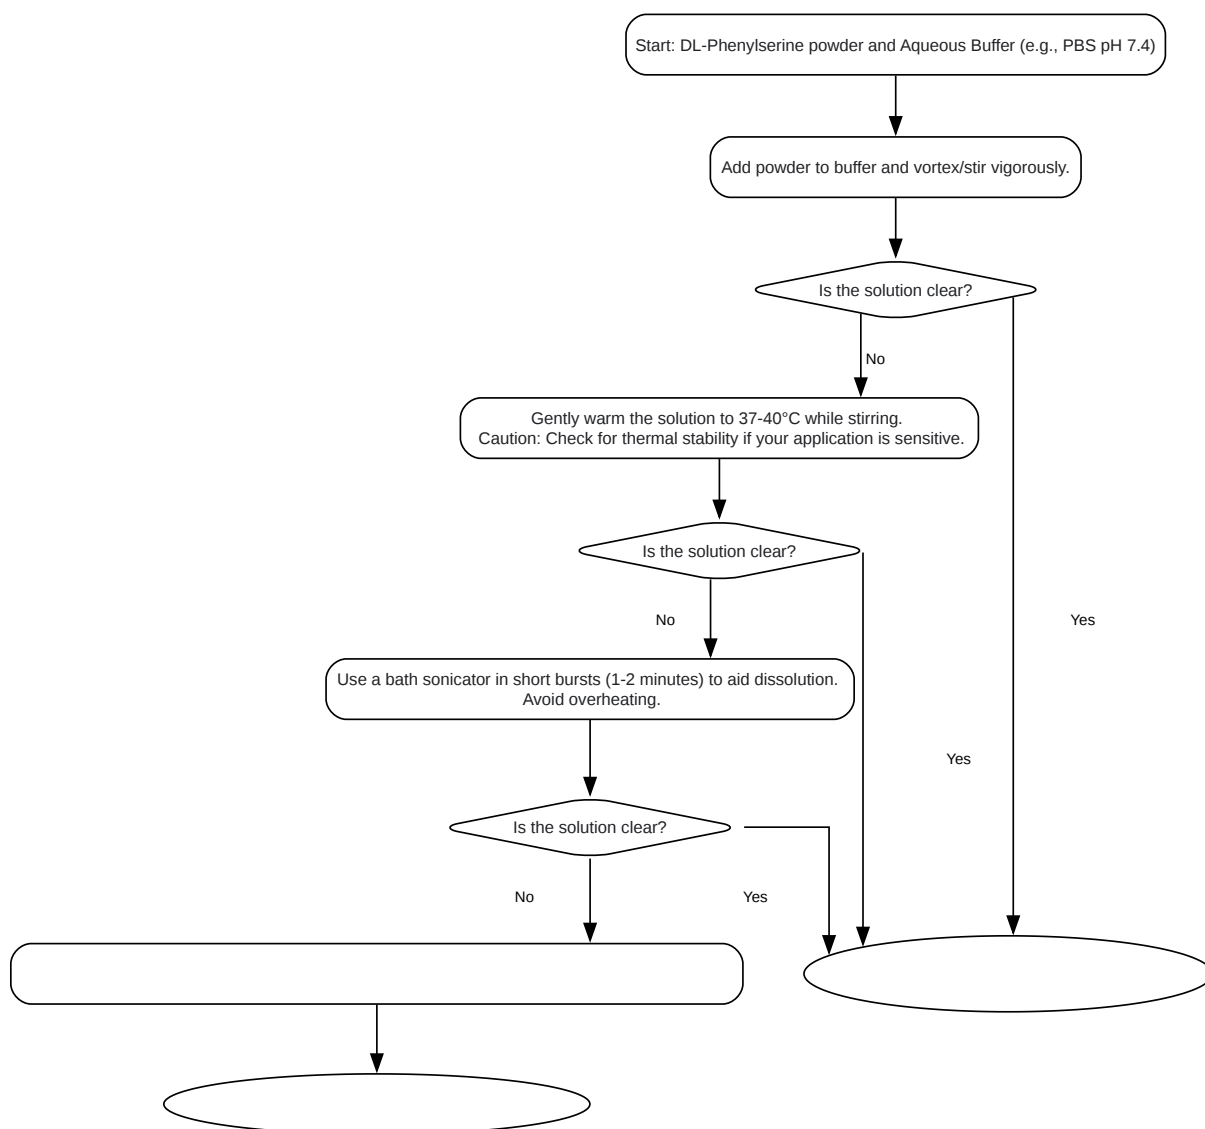 Start: DL-Phenylserine powder and Aqueous Buffer (e.g., PBS pH 7.4)
Add powder to buffer and vortex/stir vigorously.
Is the solution clear?
No
Gently warm the solution to 37-40°C while stirring.
Caution: Check for thermal stability if your application is sensitive.
Is the solution clear?
No
Yes
Use a bath sonicator in short bursts (1-2 minutes) to aid dissolution.
Avoid overheating.
Yes
Is the solution clear?
No
Yes